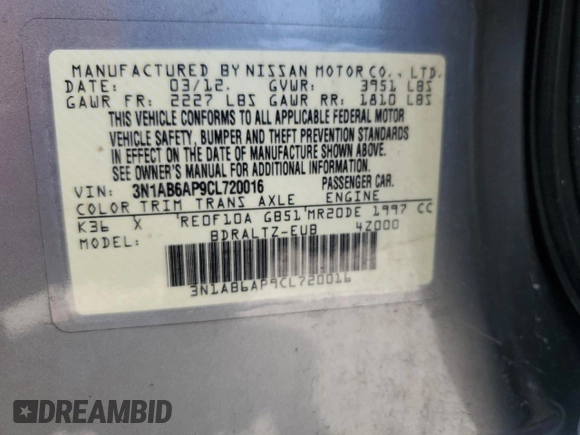 MANUFACTURED BY NISSAN MOTOR CO., LTD.
DATE: 03/12. GVWR: 3951 LBS
GAWR FR: 2227 LBS GAWR RR: 1810 LBS
THIS VEHICLE CONFORMS TO ALL APPLICABLE FEDERAL MOTOR
VEHICLE SAFETY, BUMPER AND THEFT PREVENTION STANDARDS
IN EFFECT ON THE DATE OF MANUFACTURE SHOWN ABOVE.
SEE OWNER'S MANUAL FOR ADDITIONAL INFORMATION.
VIN: 3N1AB6AP9CL720016 PASSENGER CAR.
COLOR TRIM TRANS AXLE ENGINE
K36 X 'RE0F10A GB51'MR20DE 1997 CC
MODEL: BDRALTZ-EUB 4Z000
3N1AB6AP9CL720016
DREAMBID